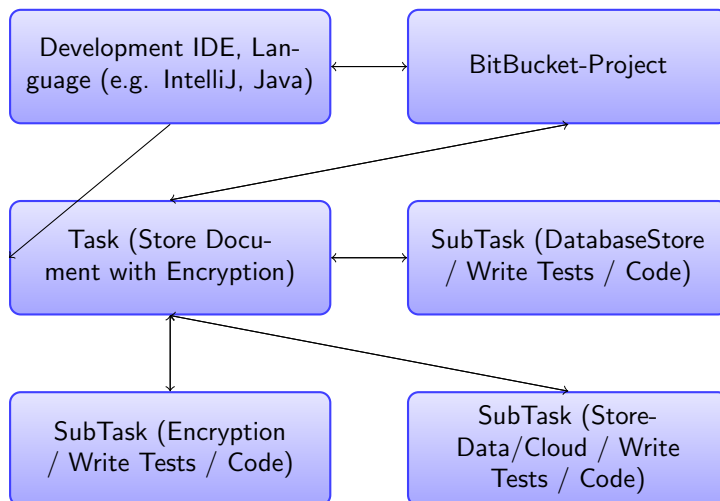 Development IDE, Lan-
guage (e.g. IntelliJ, Java)
BitBucket-Project
Task (Store Docu-
ment with Encryption)
SubTask (DatabaseStore
/ Write Tests / Code)
SubTask (Encryption
/ Write Tests / Code)
SubTask (Store-
Data/Cloud / Write
Tests / Code)